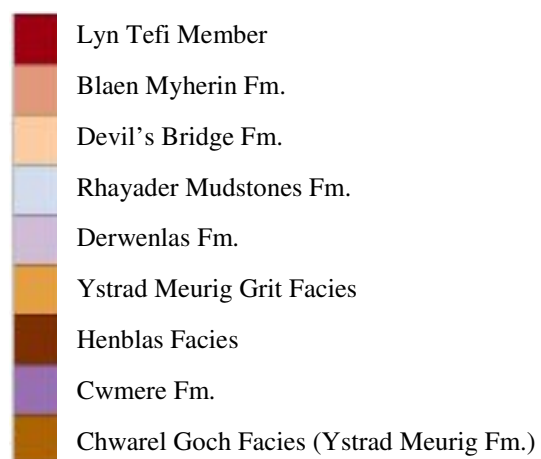 Lyn Tefi Member
Blaen Myherin Fm.
Devil’s Bridge Fm.
Rhayader Mudstones Fm.
Derwenlas Fm.
Ystrad Meurig Grit Facies
Henblas Facies
Cwmere Fm.
Chwarel Goch Facies (Ystrad Meurig Fm.)